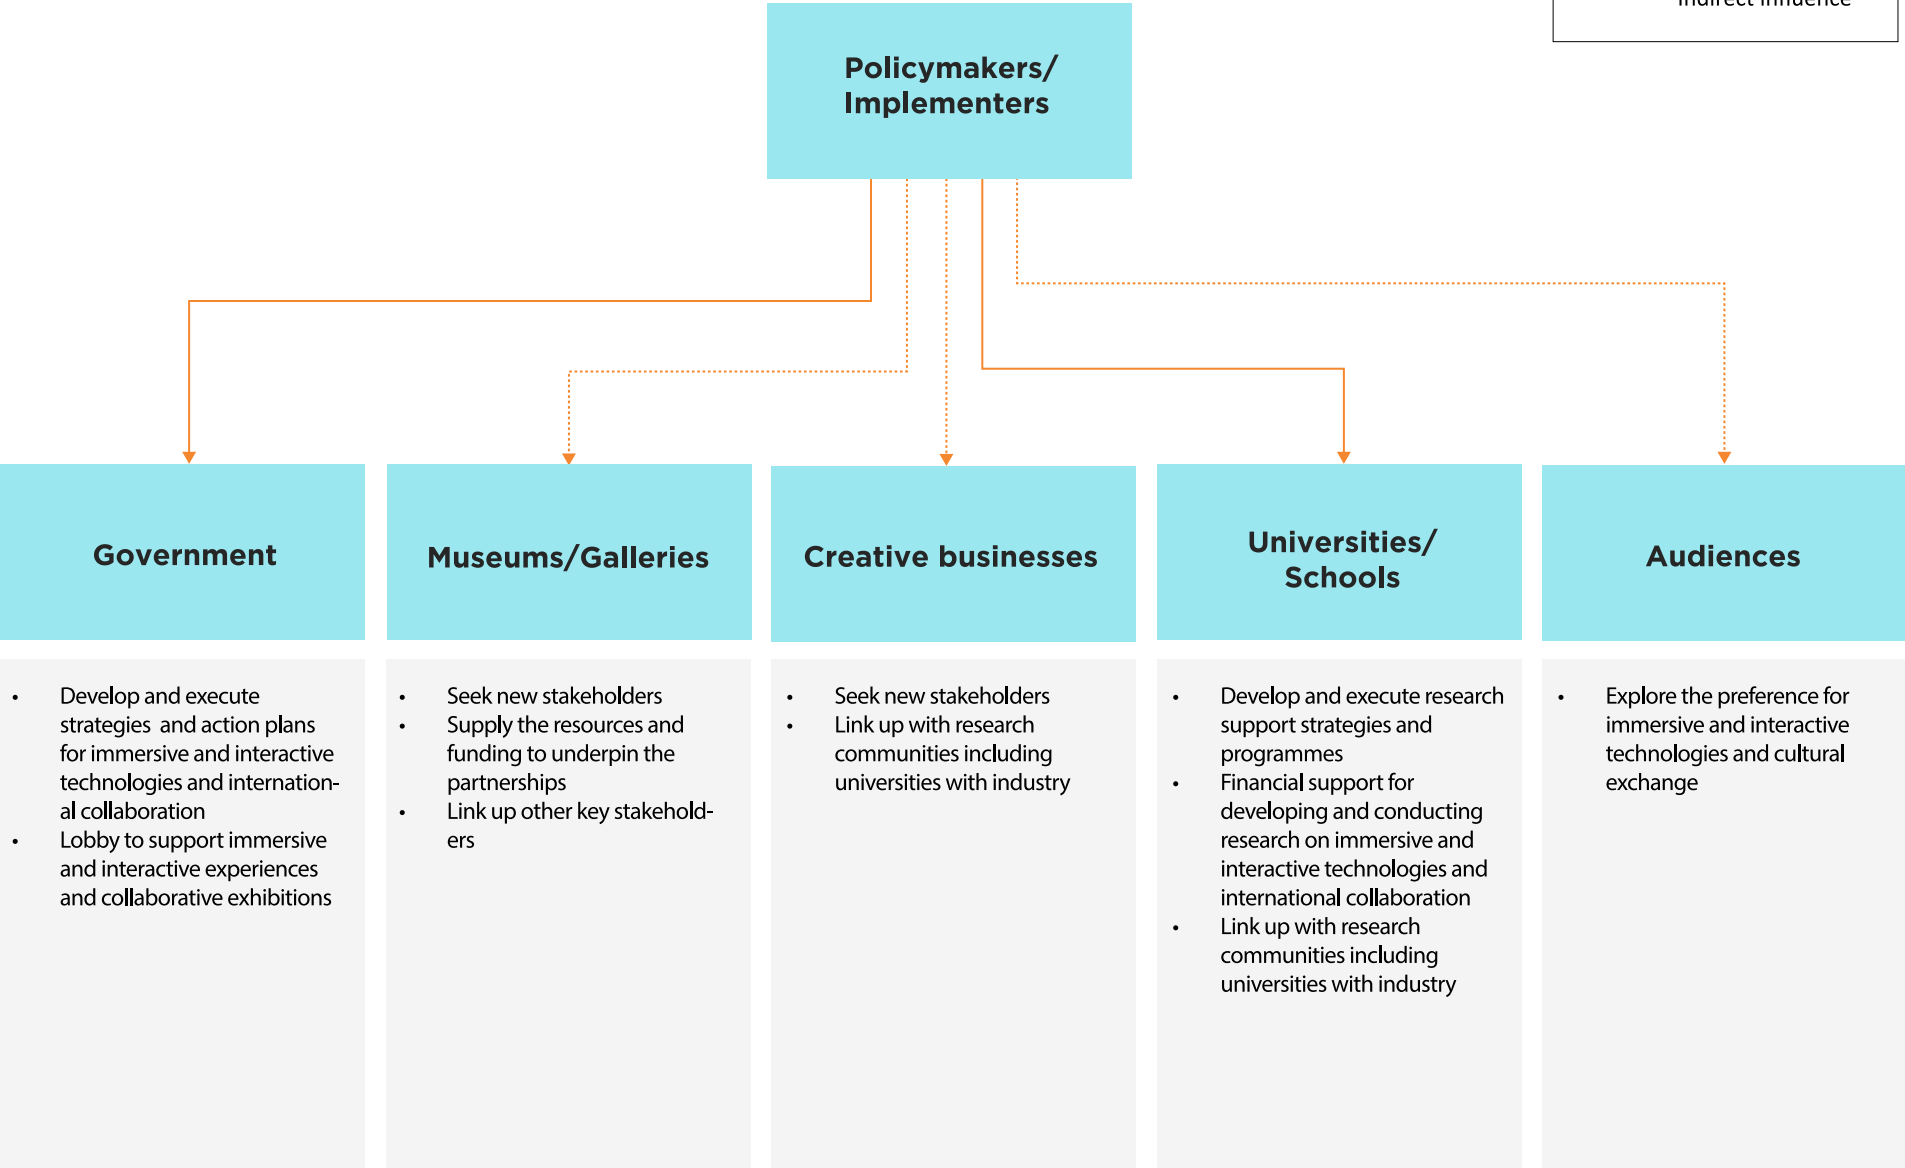 Indirect influence
Policymakers/
Implementers
Government
Museums/Galleries
Creative businesses
Universities/
Schools
Audiences
• Develop and execute
strategies and action plans
for immersive and interactive
technologies and internation-
al collaboration
• Lobby to support immersive
and interactive experiences
and collaborative exhibitions
• Seek new stakeholders
• Supply the resources and
funding to underpin the
partnerships
• Link up other key stakehold-
ers
• Seek new stakeholders
• Link up with research
communities including
universities with industry
• Develop and execute research
support strategies and
programmes
• Financial support for
developing and conducting
research on immersive and
interactive technologies and
international collaboration
• Link up with research
communities including
universities with industry
• Explore the preference for
immersive and interactive
technologies and cultural
exchange